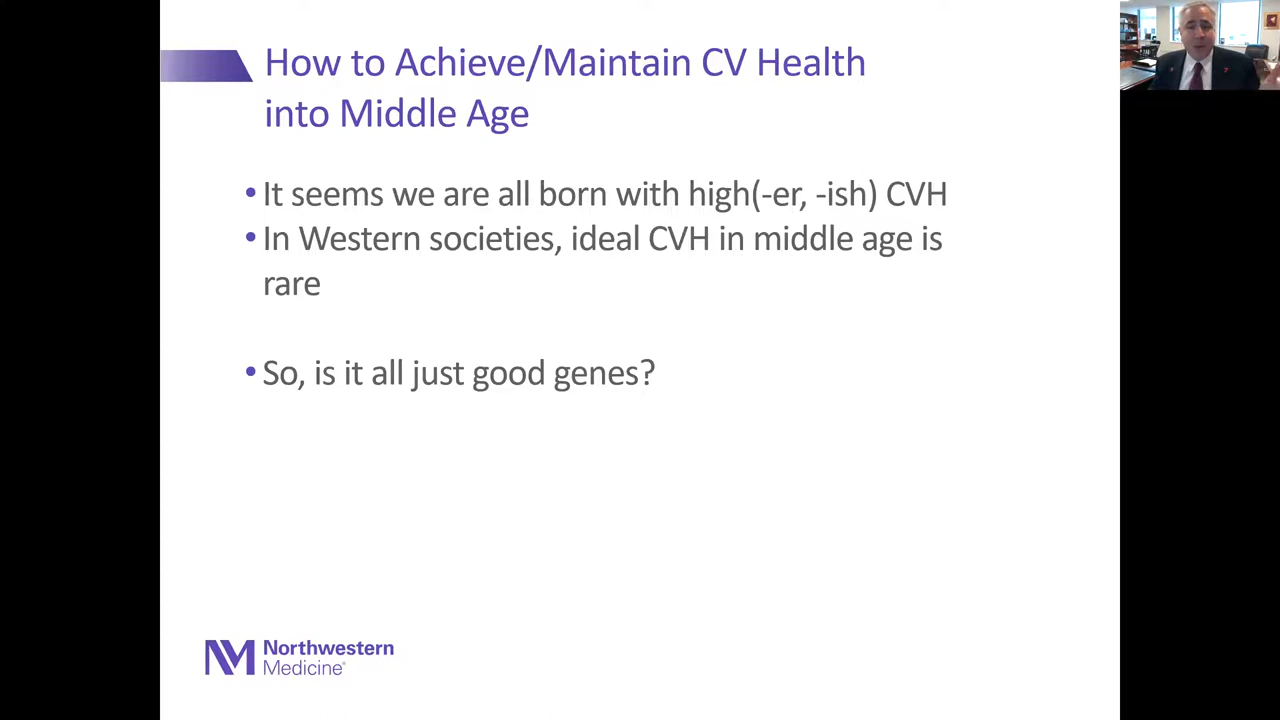 How to Achieve/Maintain CV Health
into Middle Age
•It seems we are all born with high(-er, -ish) CVH
•In Western societies, ideal CVH in middle age is
rare
•So, is it all just good genes?
Northwestern
Medicine®